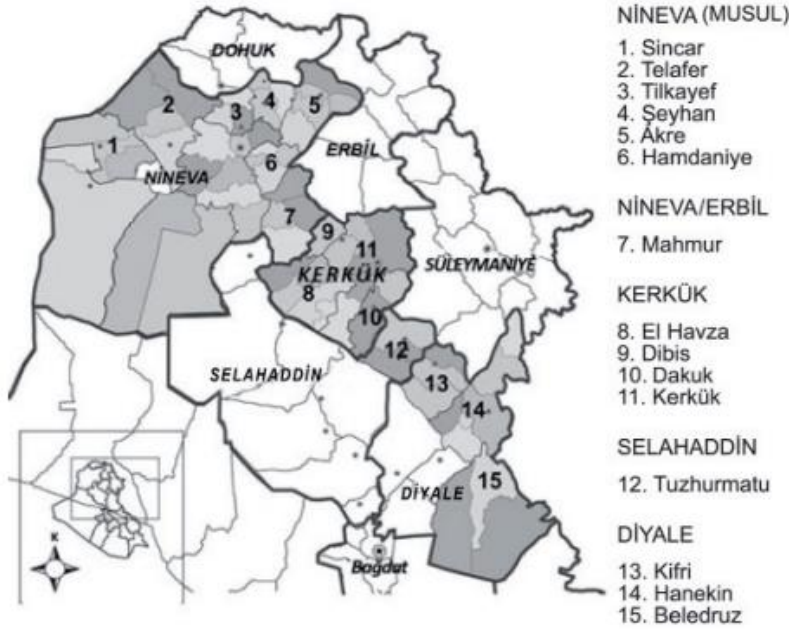 DOHUK
2
3
4
5
1
NİNEVA
6
ERBİL
7
9
11
KERKÜK
8
SÜLEYMANİYE
10
12
SELAHADDİN
13
14
DİYALE
15
Bağdat
K
NİNEVA (MUSUL)
1. Sincar
2. Telafer
3. Tilkayef
4. Şeyhan
5. Akre
6. Hamdaniye
NİNEVA/ERBİL
7. Mahmur
KERKÜK
8. El Havza
9. Dibis
10. Dakuk
11. Kerkük
SELAHADDİN
12. Tuzhurmatu
DİYALE
13. Kifri
14. Hanekin
15. Beledruz